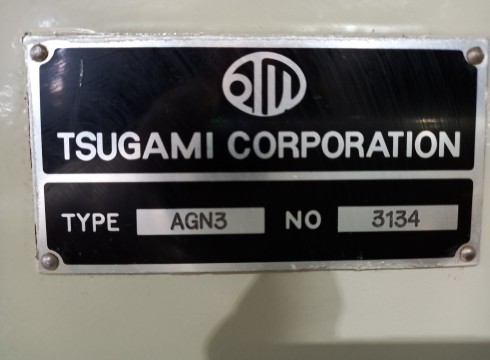 TSUGAMI CORPORATION
TYPE AGN3 NO 3134